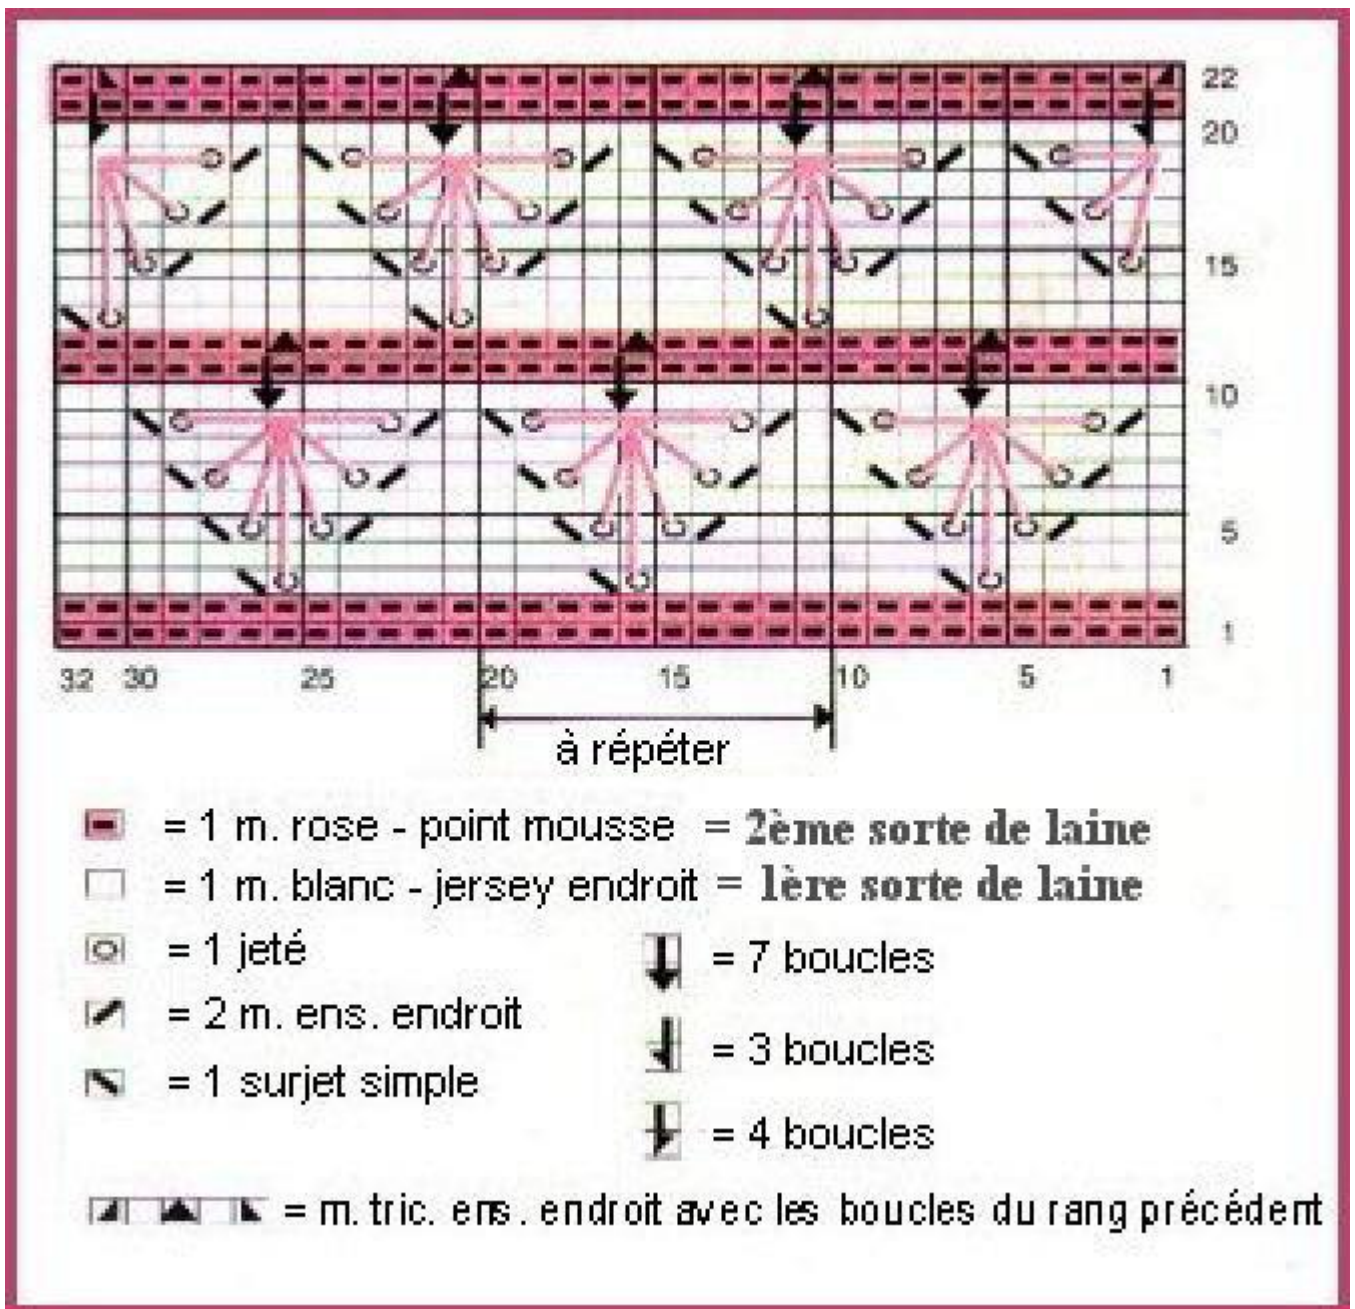 22
20
15
10
5
1
32 30 25 20 15 10 5 1
à répéter
= 1 m. rose - point mousse = 2ème sorte de laine
= 1 m. blanc - jersey endroit = 1ère sorte de laine
= 1 jeté
= 7 boucles
= 2 m. ens. endroit
= 3 boucles
= 1 surjet simple
= 4 boucles
= m. tric. ens. endroit avec les boucles du rang précédent